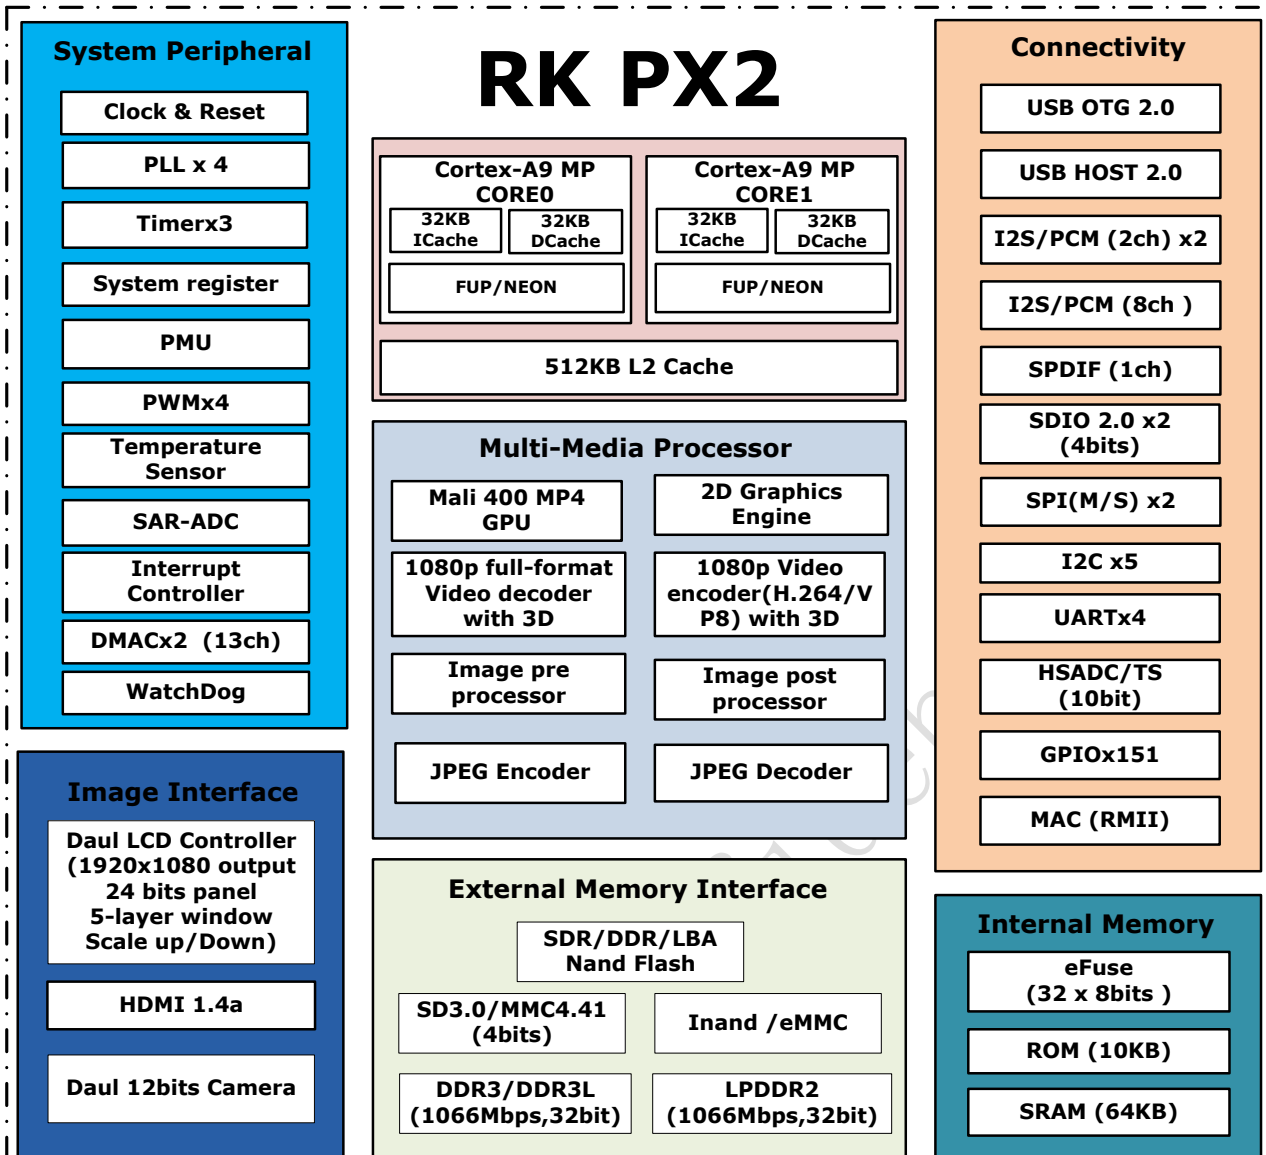 RK PX2
System Peripheral
Clock & Reset
PLL x 4
Timerx3
System register
PMU
PWMx4
Temperature
Sensor
SAR-ADC
Interrupt
Controller
DMACx2 (13ch)
WatchDog
Image Interface
Daul LCD Controller
(1920x1080 output
24 bits panel
5-layer window
Scale up/Down)
HDMI 1.4a
Daul 12bits Camera
Cortex-A9 MP
CORE0
32KB
ICache
32KB
DCache
FUP/NEON
Cortex-A9 MP
CORE1
32KB
ICache
32KB
DCache
FUP/NEON
512KB L2 Cache
Multi-Media Processor
Mali 400 MP4
GPU
2D Graphics
Engine
1080p full-format
Video decoder
with 3D
1080p Video
encoder(H.264/V
P8) with 3D
Image pre
processor
Image post
processor
JPEG Encoder
JPEG Decoder
External Memory Interface
SDR/DDR/LBA
Nand Flash
SD3.0/MMC4.41
(4bits)
Inand /eMMC
DDR3/DDR3L
(1066Mbps,32bit)
LPDDR2
(1066Mbps,32bit)
Connectivity
USB OTG 2.0
USB HOST 2.0
I2S/PCM (2ch) x2
I2S/PCM (8ch )
SPDIF (1ch)
SDIO 2.0 x2
(4bits)
SPI(M/S) x2
I2C x5
UARTx4
HSADC/TS
(10bit)
GPIOx151
MAC (RMII)
Internal Memory
eFuse
(32 x 8bits )
ROM (10KB)
SRAM (64KB)